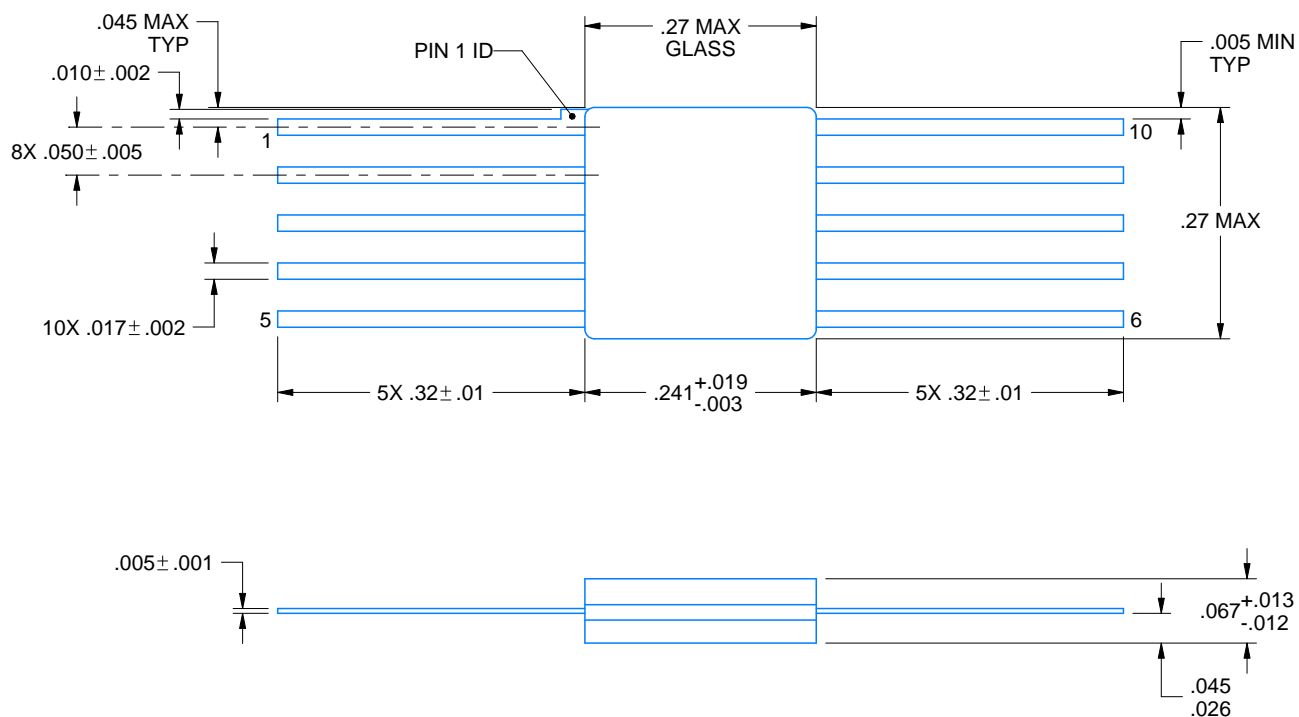 .045 MAX
TYP
.27 MAX
GLASS
PIN 1 ID
.005 MIN
TYP
.010±.002
1
10
8X .050±.005
.27 MAX
10X .017±.002
5
6
5X .32±.01
.241 +.019
-.003
5X .32±.01
.005±.001
.067 +.013
-.012
.045
.026